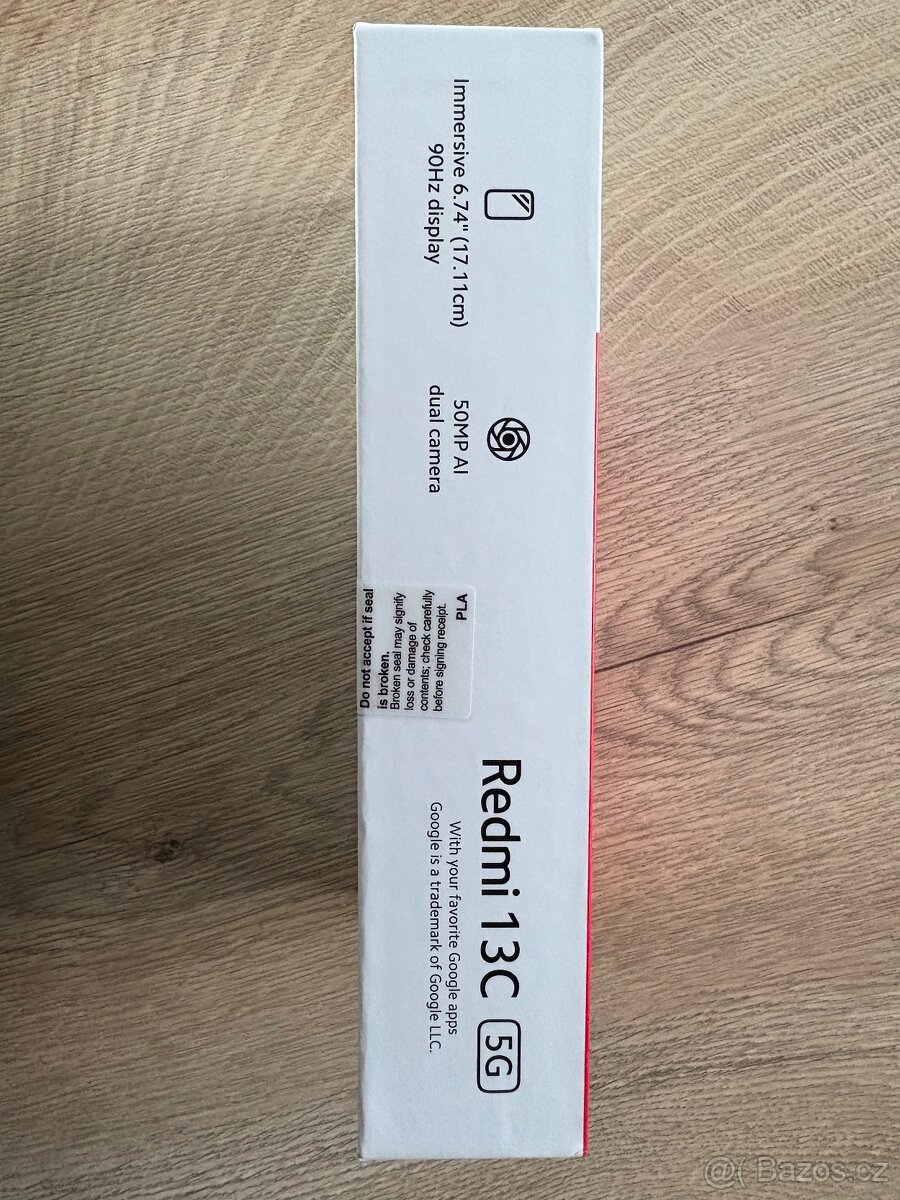 Immersive 6.74" (17.11cm)
90Hz display
50MP AI
dual camera
Do not accept if seal
is broken.
Broken seal may signify
loss or damage of
contents; check carefully
before signing receipt.
PLA
Redmi 13C 5G
With your favorite Google apps
Google is a trademark of Google LLC.
@( Bazos.cz